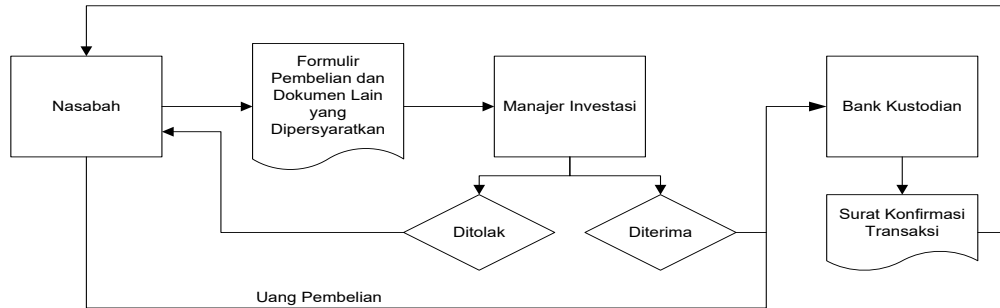 Nasabah
Formulir
Pembelian dan
Dokumen Lain
yang
Dipersyaratkan
Manajer Investasi
Bank Kustodian
Ditolak
Diterima
Surat Konfirmasi
Transaksi
Uang Pembelian